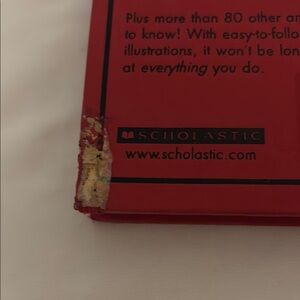 Plus more than 80 other
to know! With easy-to-follo
illustrations, it won't be lon
at everything you do.
SCHOLASTIC
www.scholastic.com